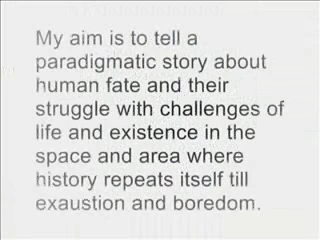 My aim is to tell a
paradigmatic story about
human fate and their
struggle with challenges of
life and existence in the
space and area where
history repeats itself till
exaustion and boredom.